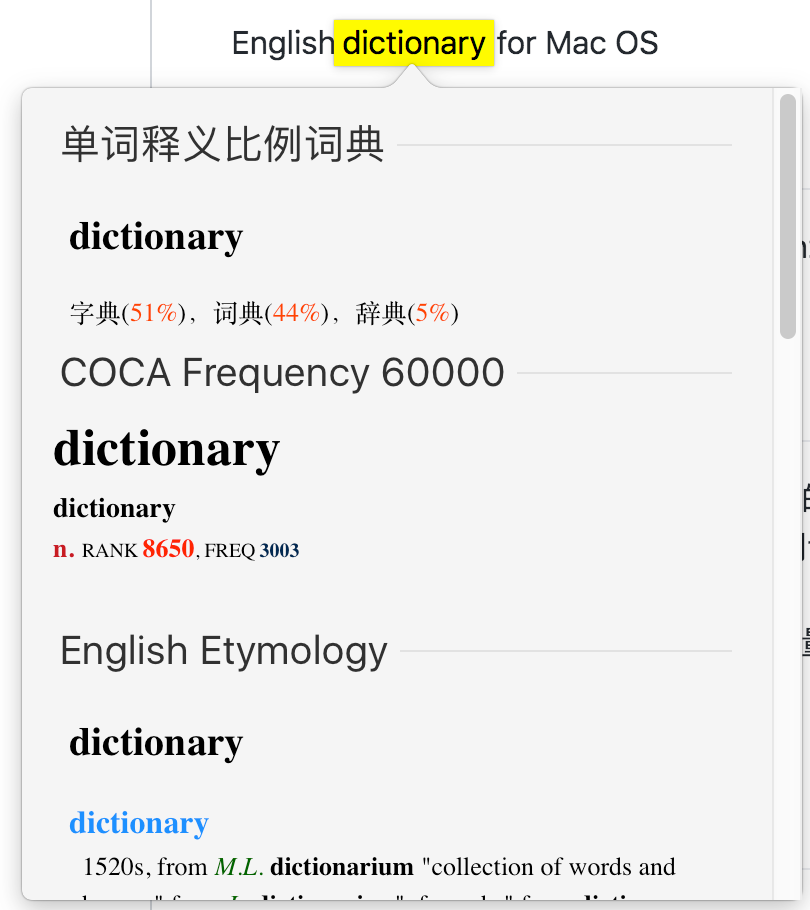 English dictionary for Mac OS
单词释义比例词典
dictionary
字典(51%)，词典(44%)，辞典(5%)
COCA Frequency 60000
dictionary
dictionary
n. RANK 8650, FREQ 3003
English Etymology
dictionary
dictionary
1520s, from M.L. dictionarium "collection of words and